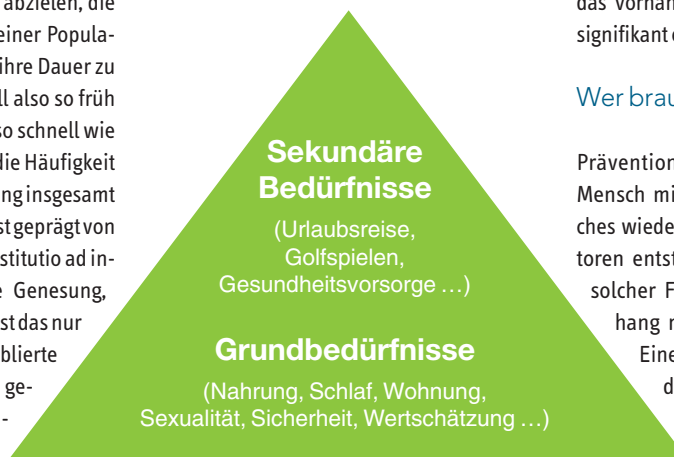 abzielen, die
einer Popula-
ihre Dauer zu
ll also so früh
so schnell wie
die Häufigkeit
ng insgesamt
st geprägt von
stitutio ad in-
e Genesung,
st das nur
blierte
ge-
-
Sekundäre
Bedürfnisse
(Urlaubsreise,
Golfspielen,
Gesundheitsvorsorge …)
Grundbedürfnisse
(Nahrung, Schlaf, Wohnung,
Sexualität, Sicherheit, Wertschätzung …)
das Vorhan
signifikant
Wer brau
Prävention
Mensch mi
ches wiede
toren entst
solcher F
hang
Eine
d